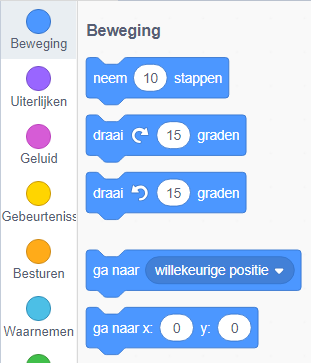 Beweging
Uiterlijken
Geluid
Gebeurteniss
Besturen
Waarnemen
Beweging
neem 10 stappen
draai 15 graden
draai 15 graden
ga naar willekeurige positie
ga naar x: 0 y: 0